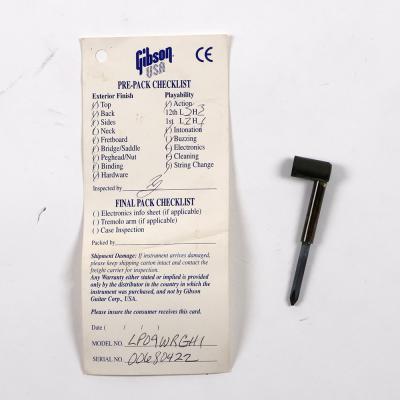 Gibson
USA
CE
PRE-PACK CHECKLIST
Exterior Finish Playability
(✓) Top (✓) Action
(✓) Back 12th L 5 H 3
(✓) Sides 1st L 2 H 1
(✓) Neck (✓) Intonation
(✓) Fretboard (✓) Buzzing
(✓) Bridge/Saddle (✓) Electronics
(✓) Peghead/Nut (✓) Cleaning
(✓) Binding (✓) String Change
(✓) Hardware
Inspected by
FINAL PACK CHECKLIST
( ) Electronics info sheet (if applicable)
( ) Tremolo arm (if applicable)
( ) Case Inspection
Packed by
Shipment Damage: If instrument arrives damaged,
please keep shipping carton intact and contact the
freight carrier for inspection.
Any Warranty either stated or implied is provided
only by the distributor in the country in which the
instrument was purchased, and not by Gibson
Guitar Corp., USA.
Please insure the consumer receives this card.
Date ( / )
MODEL NO. LP09WRGH1
SERIAL NO. 00680422